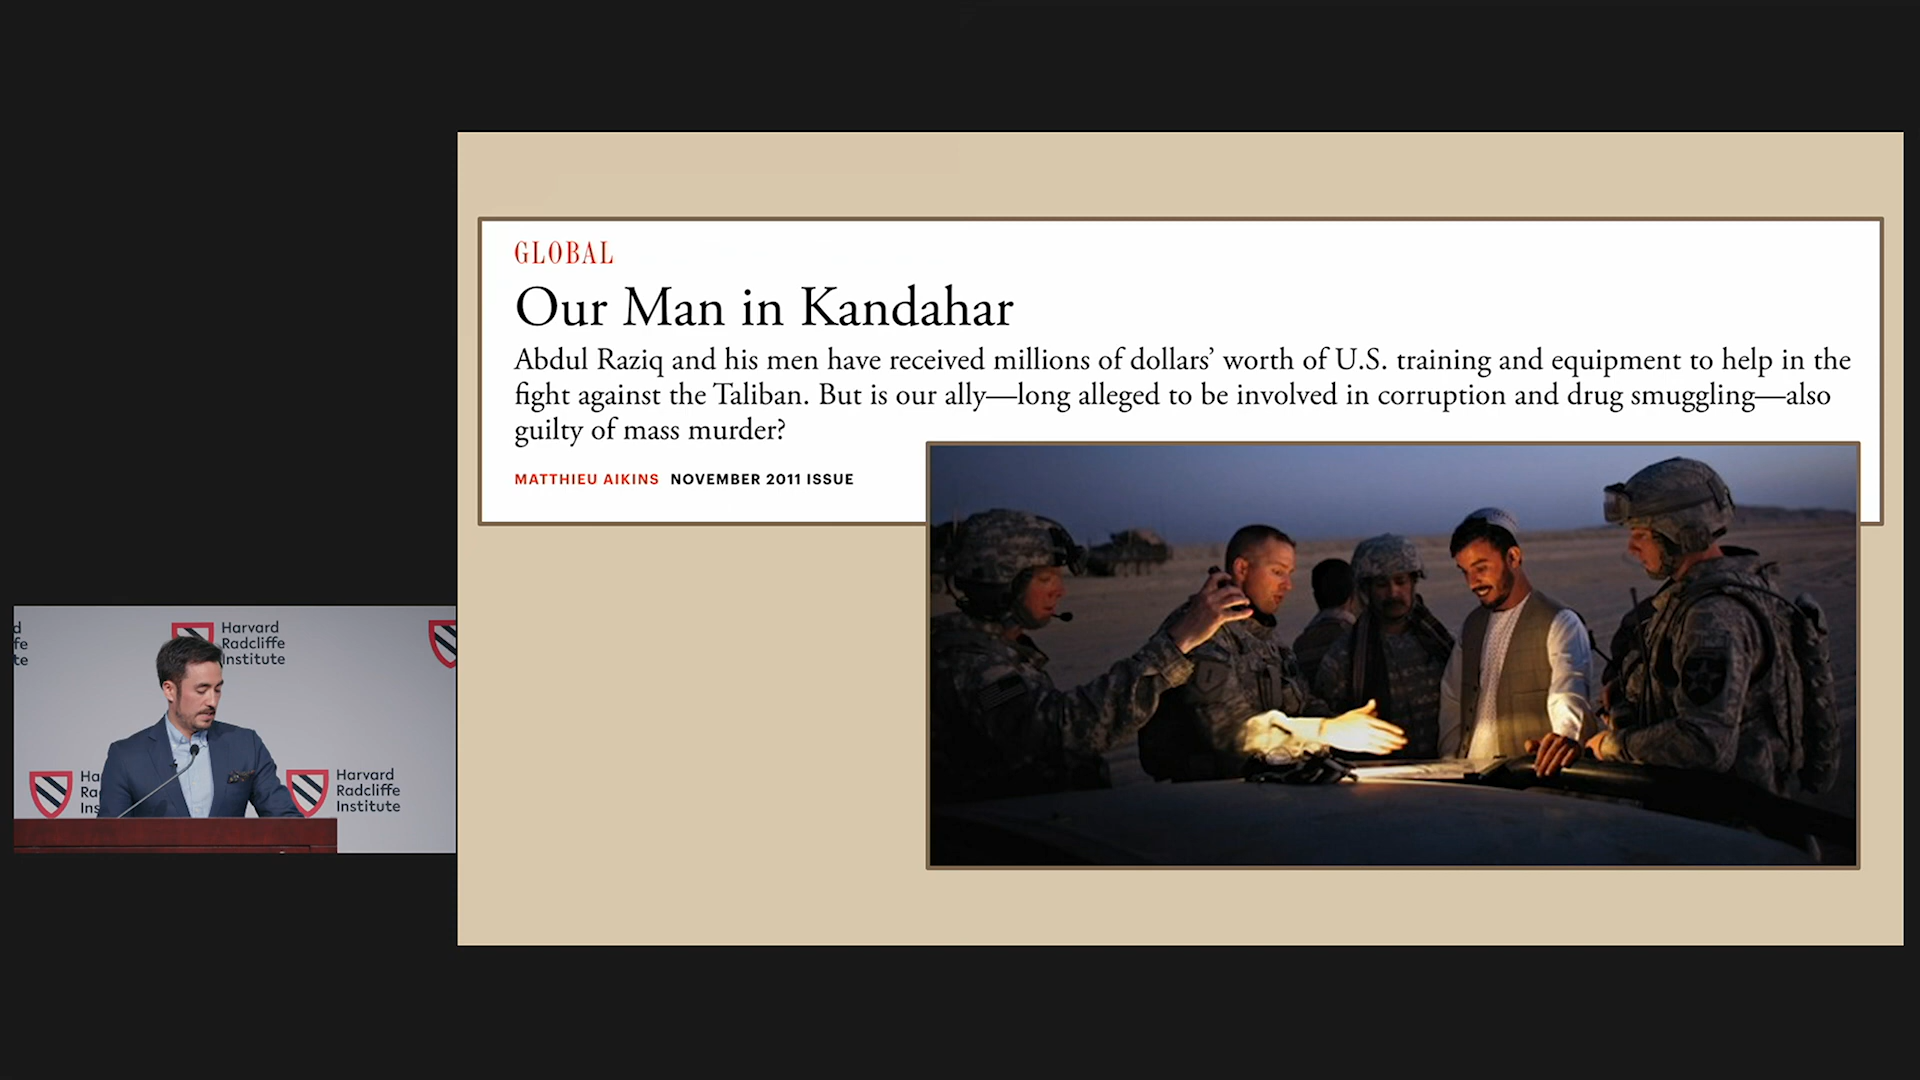 GLOBAL
Our Man in Kandahar
Abdul Raziq and his men have received millions of dollars’ worth of U.S. training and equipment to help in the
fight against the Taliban. But is our ally—long alleged to be involved in corruption and drug smuggling—also
guilty of mass murder?
MATTHIEU AIKINS NOVEMBER 2011 ISSUE
Harvard
Radcliffe
Institute
Harvard
Radcliffe
Institute